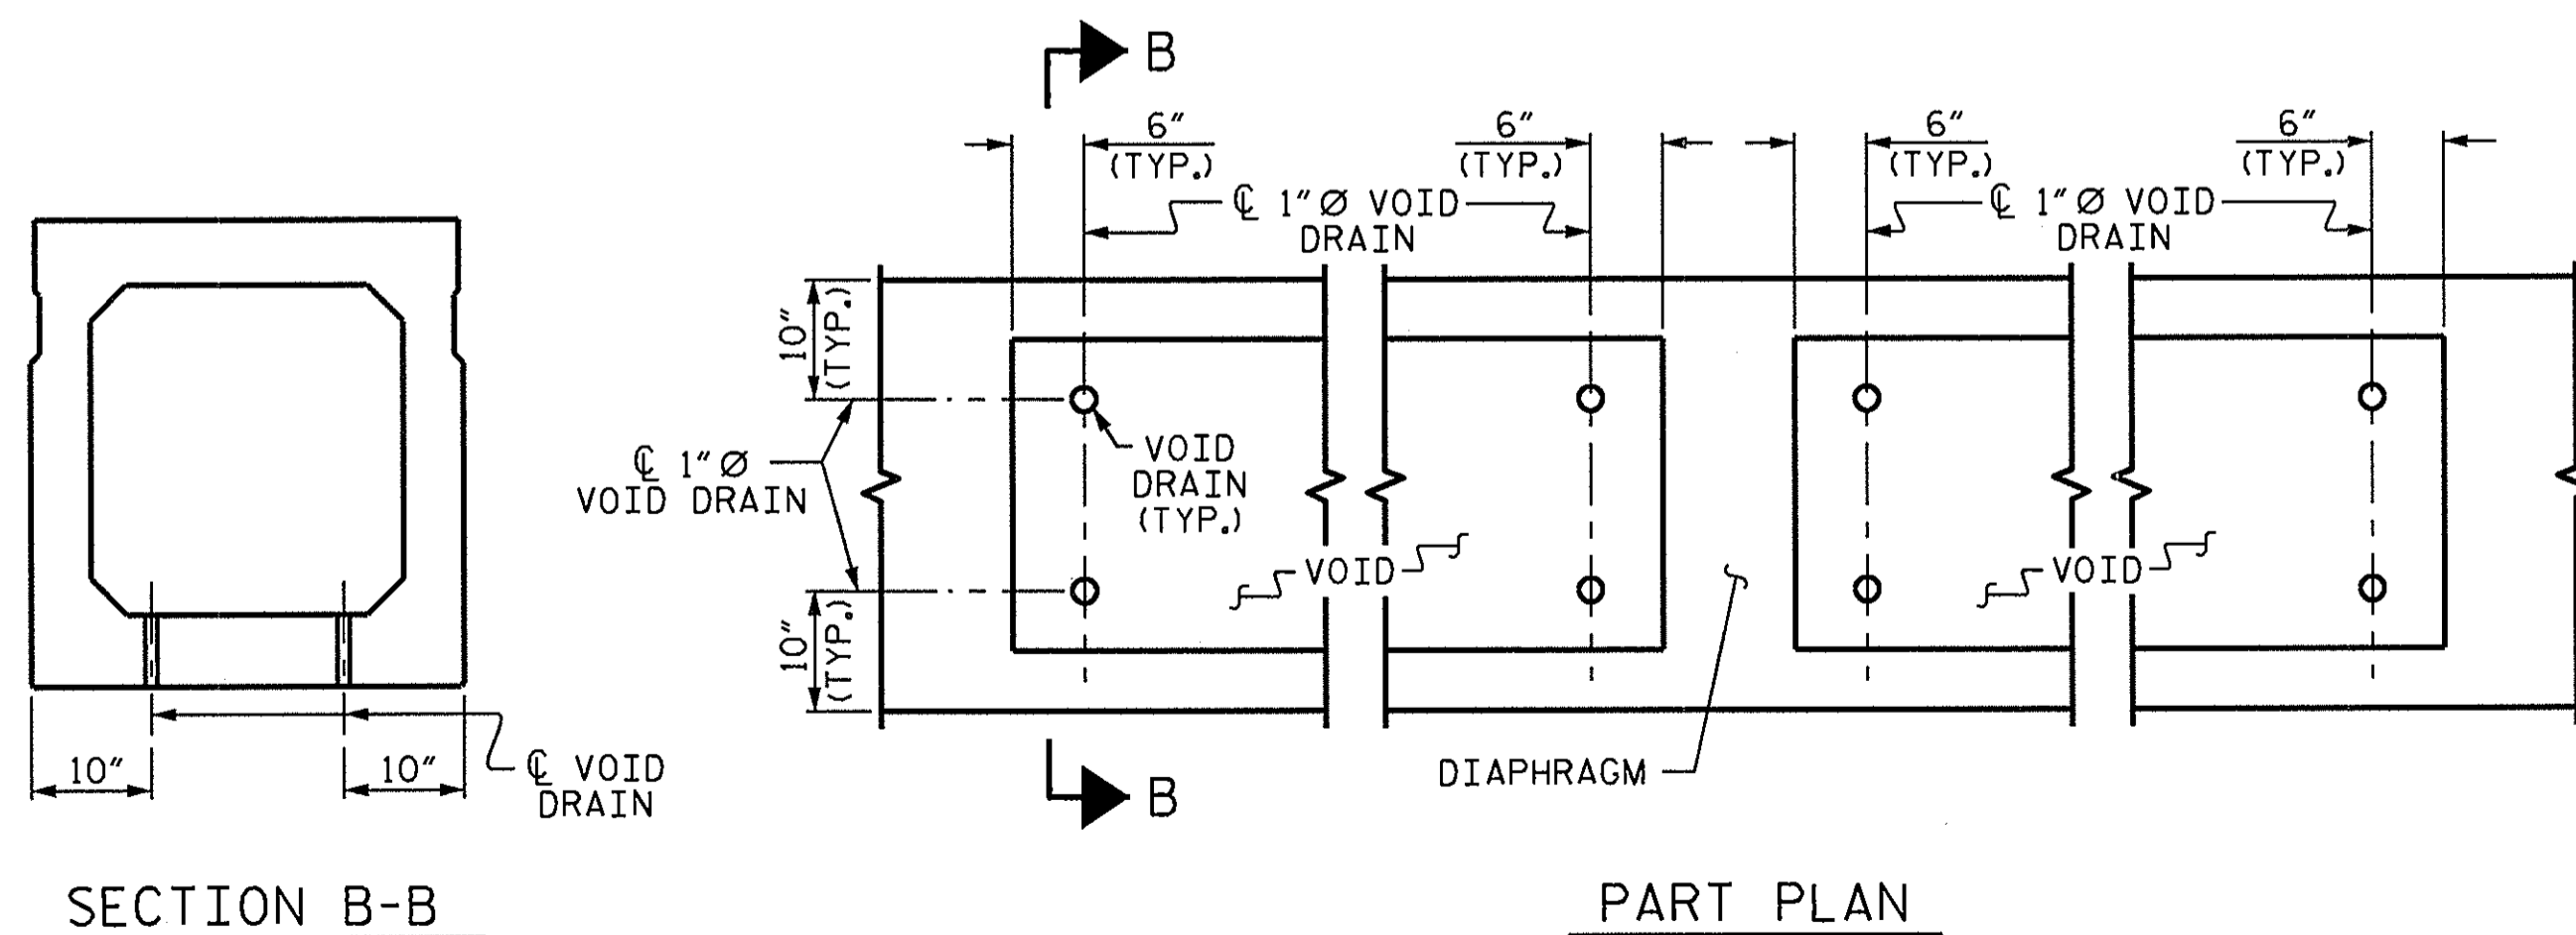 B
6" 6" 6" 6"
(TYP.) (TYP.) (TYP.) (TYP.)
℄ 1" Ø VOID
DRAIN
℄ 1" Ø VOID
DRAIN
10"
(TYP.)
℄ 1" Ø
VOID DRAIN
VOID
DRAIN
(TYP.)
VOID
VOID
10"
(TYP.)
10" 10"
℄ VOID
DRAIN
DIAPHRAGM
B
SECTION B-B
PART PLAN